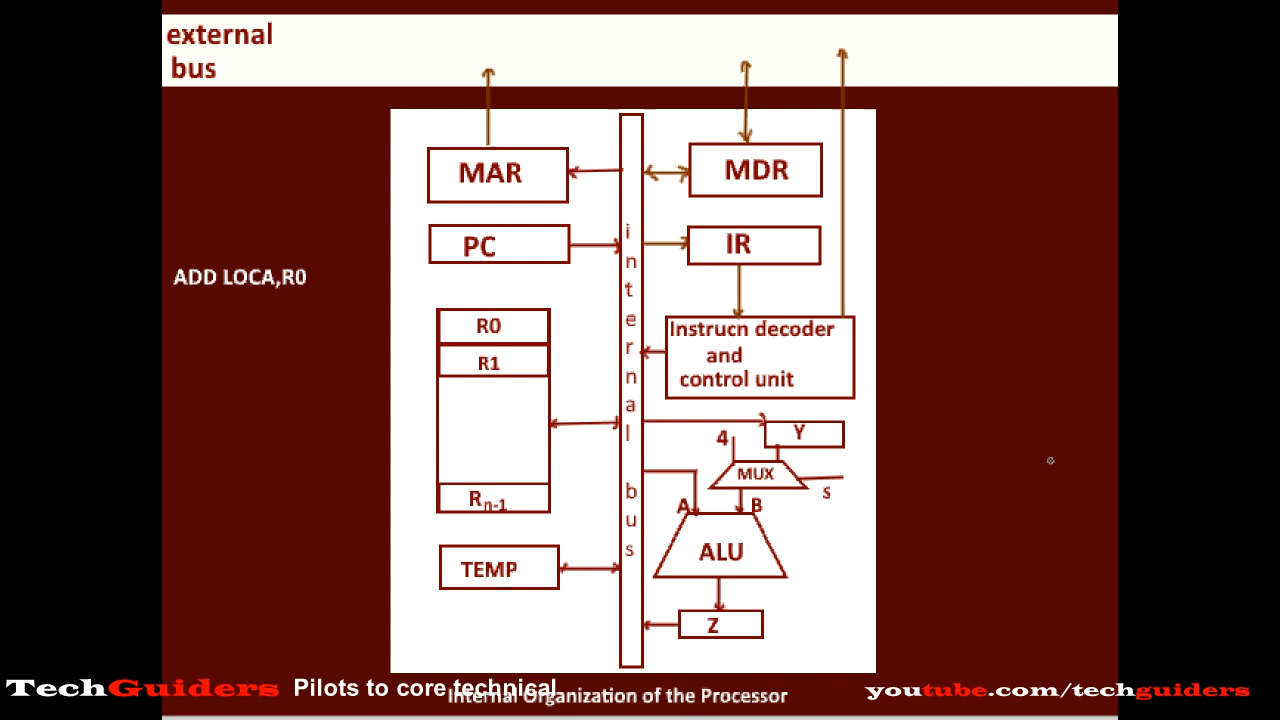 external
bus
MAR
MDR
PC
IR
ADD LOCA,R0
R0
R1
Rn-1
TEMP
internal bus
Instrucn decoder
and
control unit
Y
4
MUX
S
A
B
ALU
Z
Internal Organization of the Processor
TechGuiders
Pilots to core technical
youtube.com/techguiders